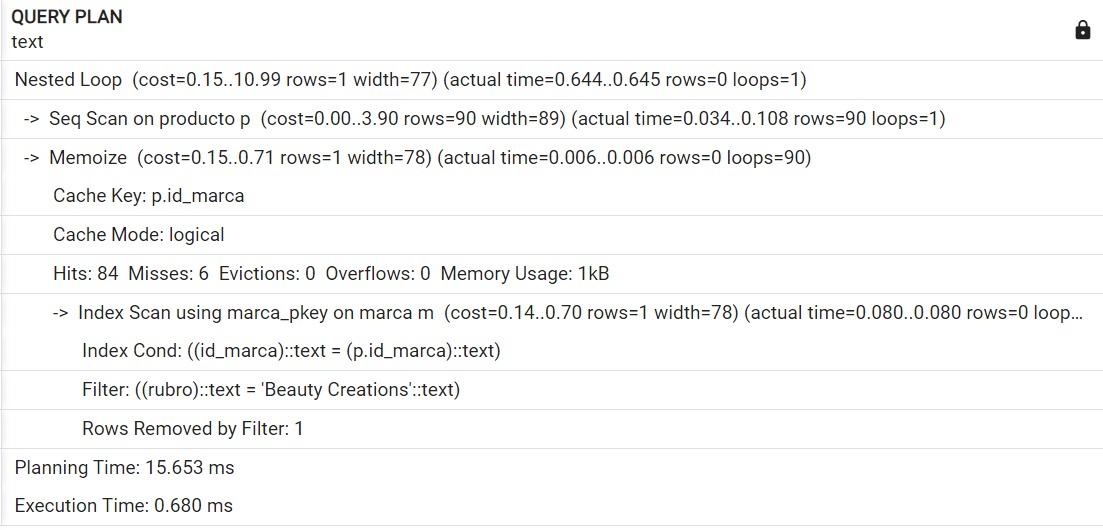 QUERY PLAN
text
Nested Loop  (cost=0.15..10.99 rows=1 width=77) (actual time=0.644..0.645 rows=0 loops=1)
->  Seq Scan on producto p  (cost=0.00..3.90 rows=90 width=89) (actual time=0.034..0.108 rows=90 loops=1)
->  Memoize  (cost=0.15..0.71 rows=1 width=78) (actual time=0.006..0.006 rows=0 loops=90)
Cache Key: p.id_marca
Cache Mode: logical
Hits: 84  Misses: 6  Evictions: 0  Overflows: 0  Memory Usage: 1kB
->  Index Scan using marca_pkey on marca m  (cost=0.14..0.70 rows=1 width=78) (actual time=0.080..0.080 rows=0 loop...
Index Cond: ((id_marca)::text = (p.id_marca)::text)
Filter: ((rubro)::text = 'Beauty Creations'::text)
Rows Removed by Filter: 1
Planning Time: 15.653 ms
Execution Time: 0.680 ms